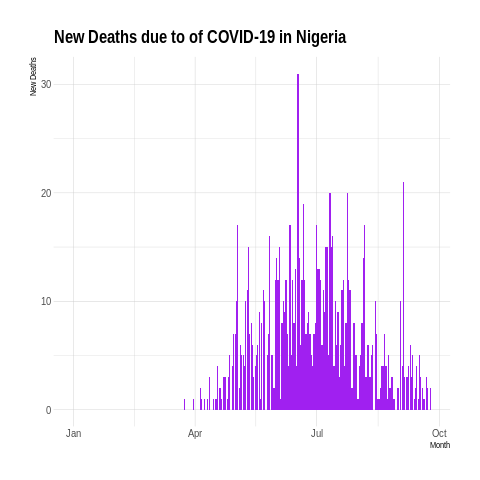 New Deaths due to of COVID-19 in Nigeria
New Deaths
30
20
10
0
Jan Apr Jul Oct
Month